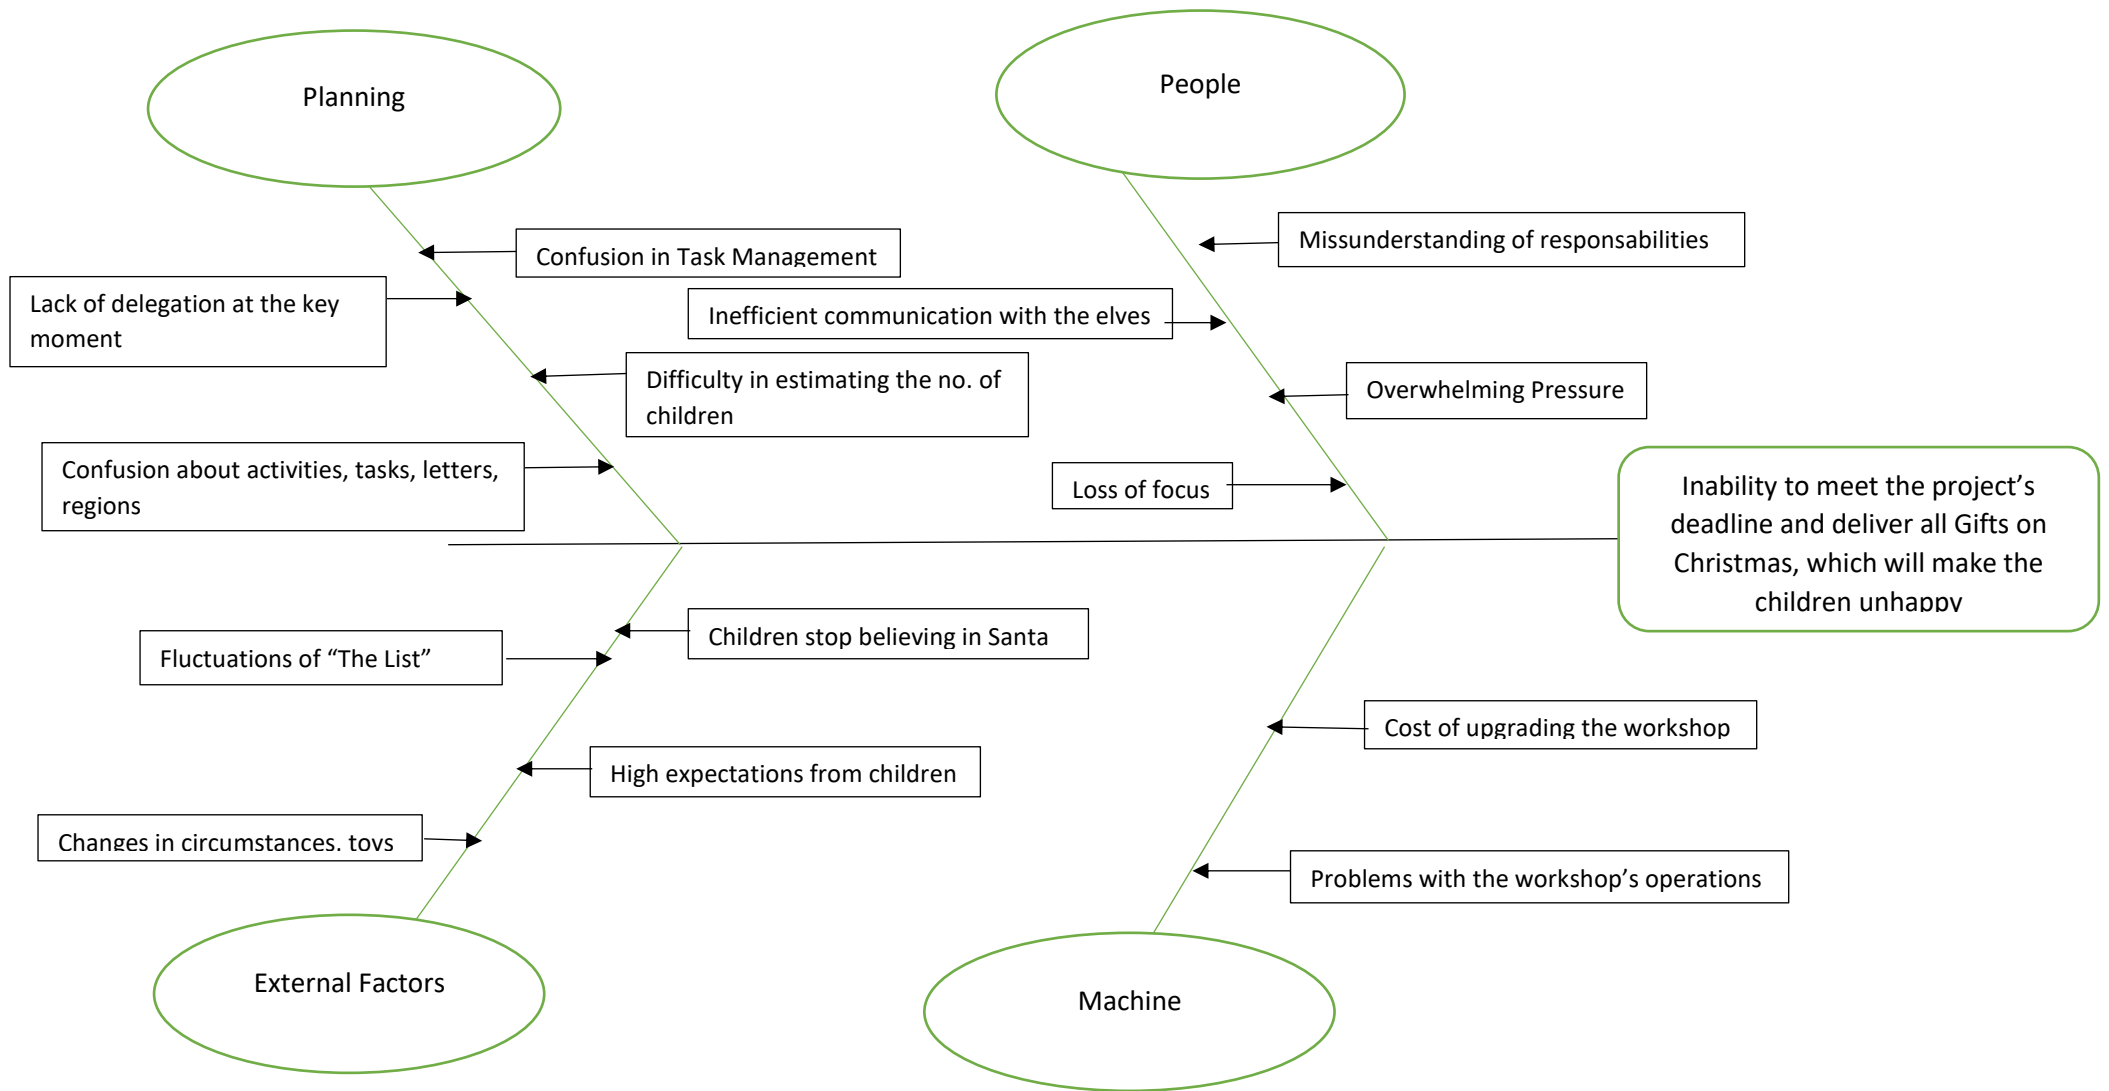 Planning
People
Confusion in Task Management
Missunderstanding of responsabilities
Lack of delegation at the key
moment
Inefficient communication with the elves
Difficulty in estimating the no. of
children
Overwhelming Pressure
Confusion about activities, tasks, letters,
regions
Loss of focus
Inability to meet the project’s
deadline and deliver all Gifts on
Christmas, which will make the
children unhappy
Children stop believing in Santa
Fluctuations of “The List”
Cost of upgrading the workshop
High expectations from children
Changes in circumstances, toys
Problems with the workshop’s operations
External Factors
Machine